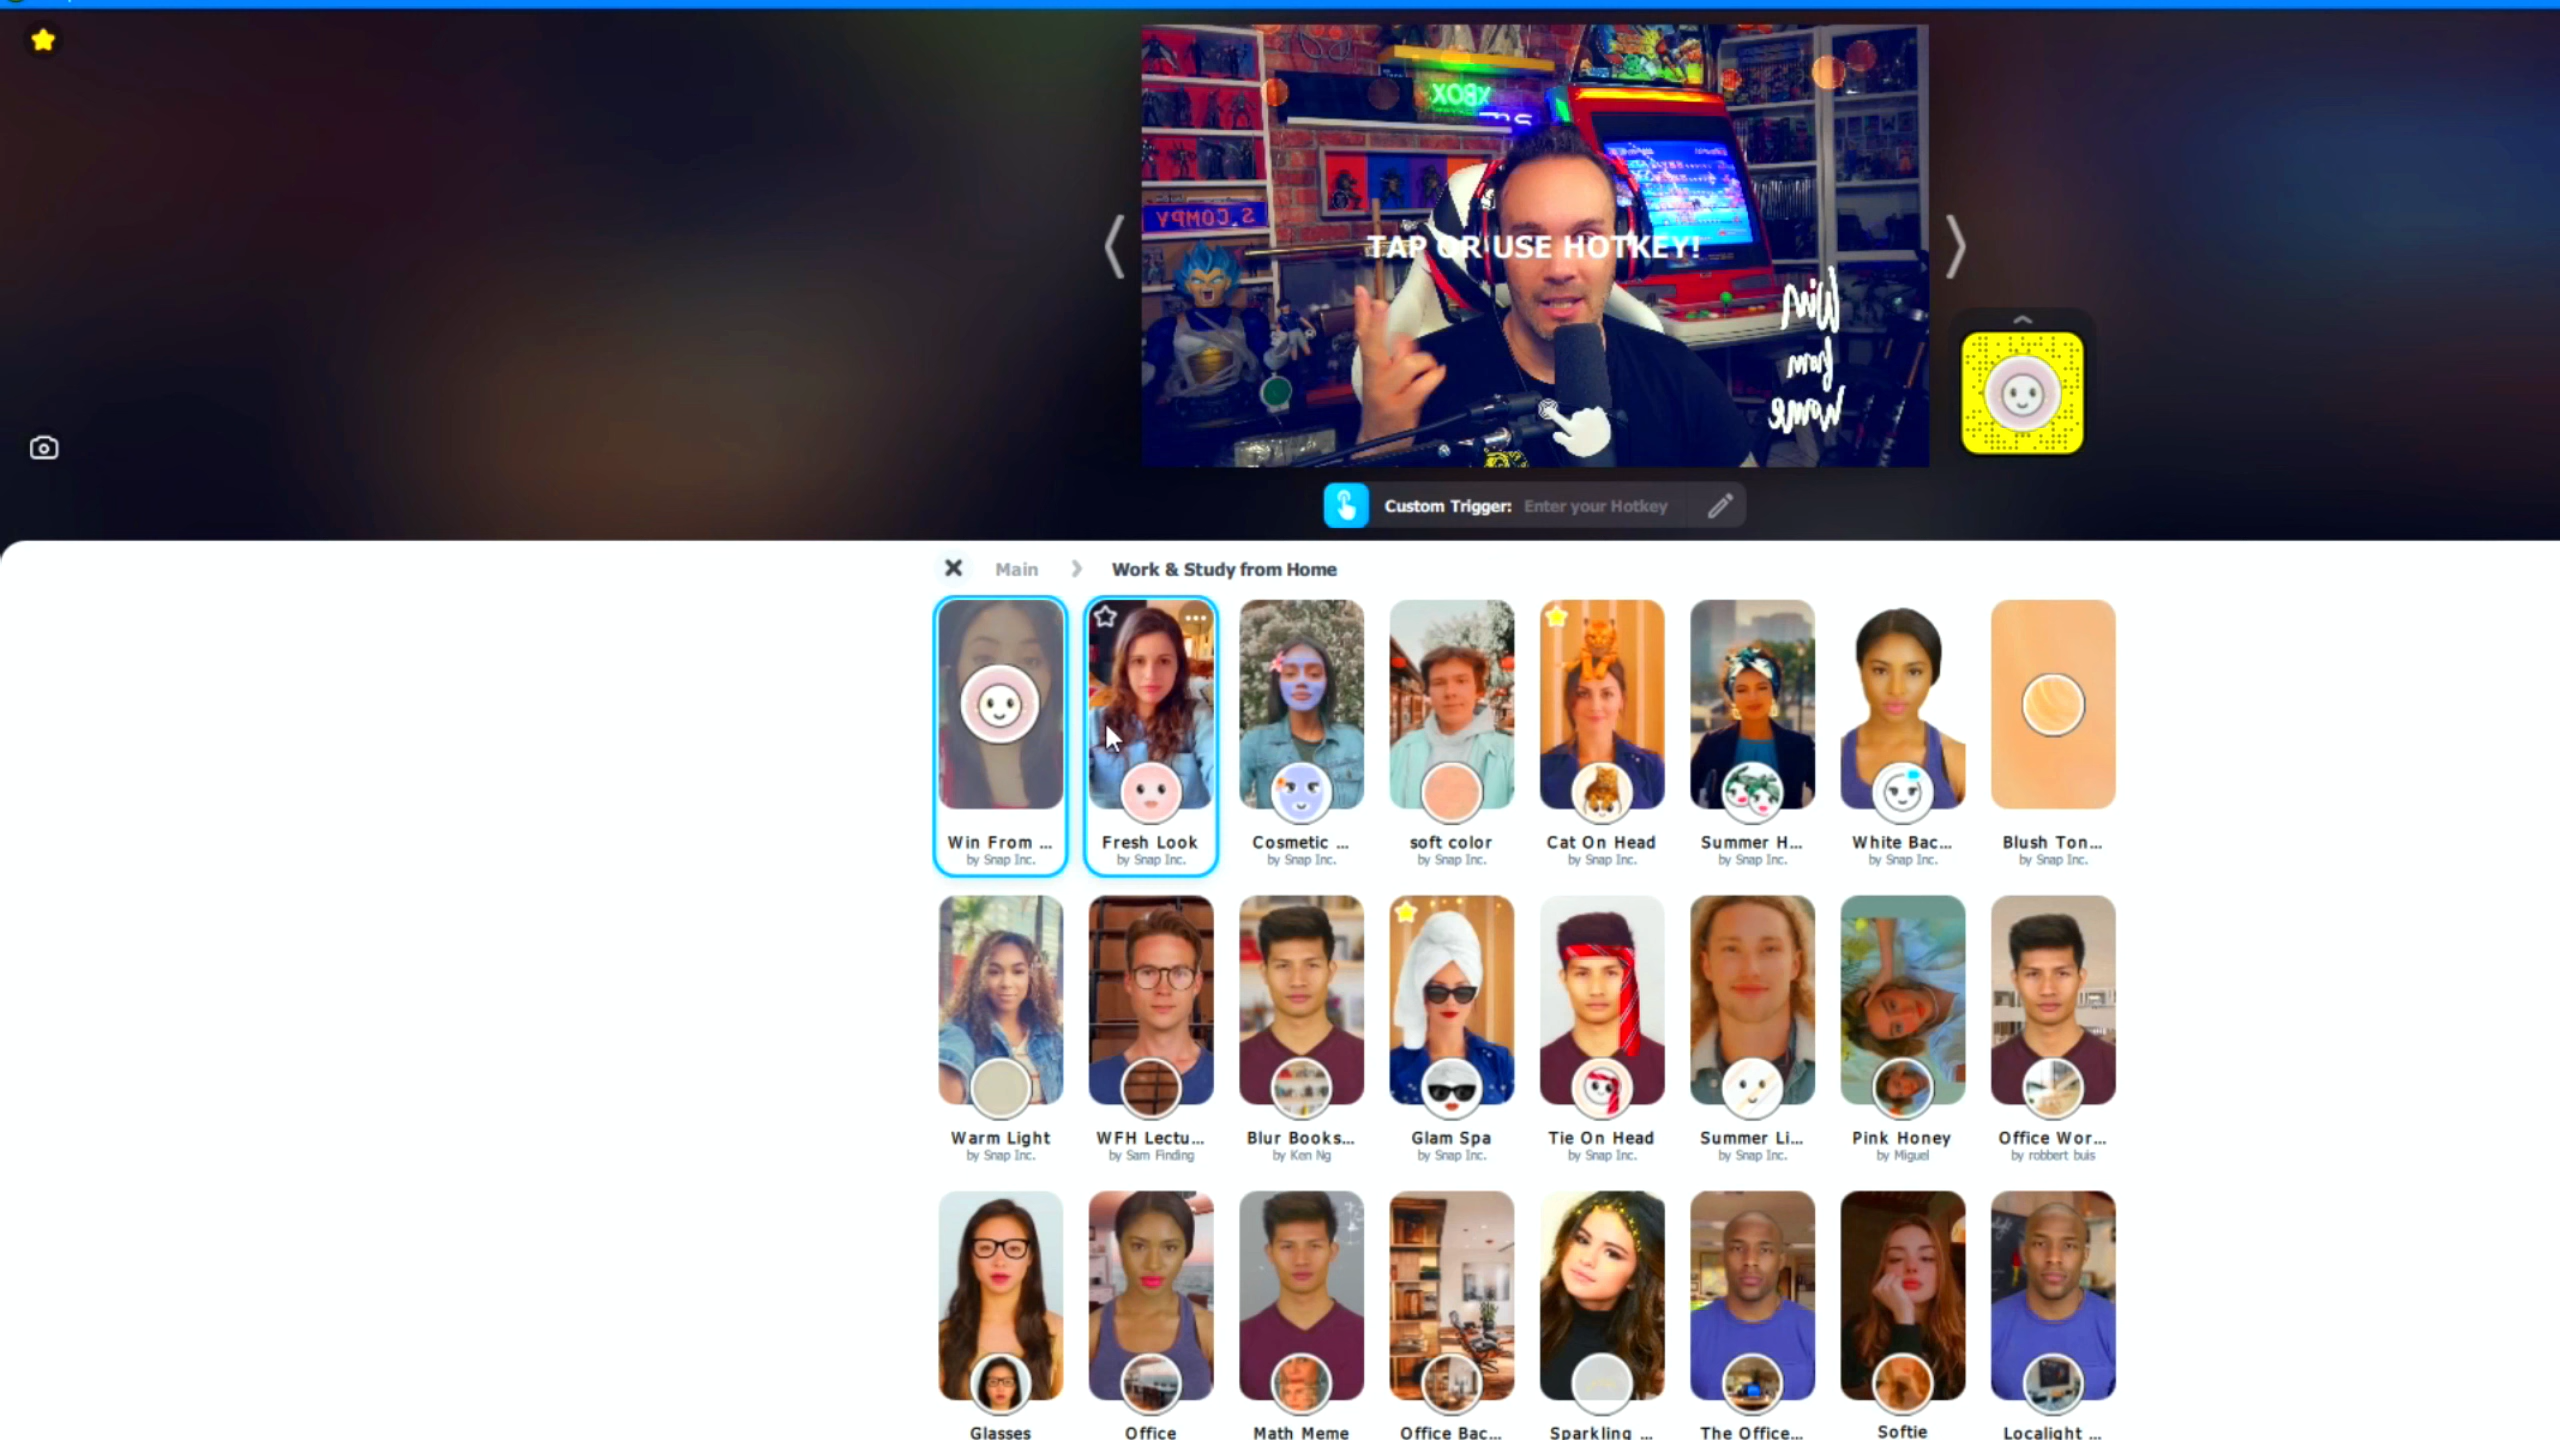 XOBX
S. COMPY
TAP OR USE HOTKEY!
Win
from
home
Custom Trigger: Enter your Hotkey
Main
Work & Study from Home
Win From ...
by Snap Inc.
Fresh Look
by Snap Inc.
Cosmetic ...
by Snap Inc.
soft color
by Snap Inc.
Cat On Head
by Snap Inc.
Summer H...
by Snap Inc.
White Bac...
by Snap Inc.
Blush Ton...
by Snap Inc.
Warm Light
by Snap Inc.
WFH Lectu...
by Sam Finding
Blur Books...
by Ken Ng
Glam Spa
by Snap Inc.
Tie On Head
by Snap Inc.
Summer Li...
by Snap Inc.
Pink Honey
by Miguel
Office Wor...
by robbert buis
Glasses
Office
Math Meme
Office Bac...
Sparkling ...
The Office...
Softie
Localight ...